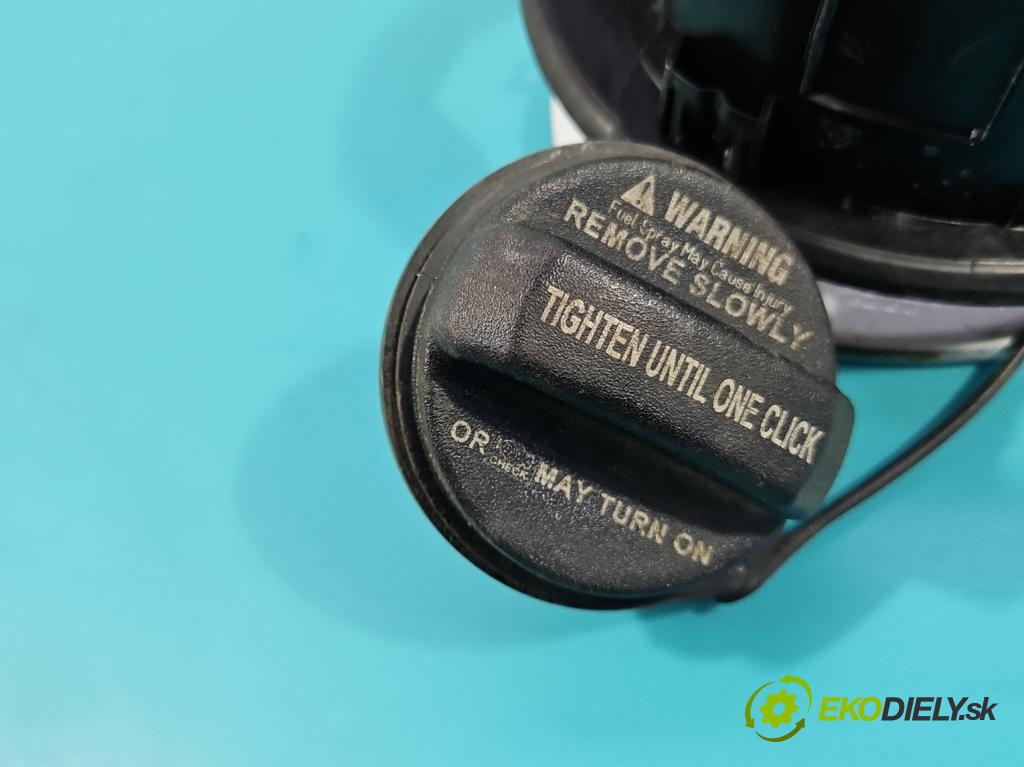 WARNING
Fuel Spray May Cause Injury
REMOVE SLOWLY
TIGHTEN UNTIL ONE CLICK
OR CHECK MAY TURN ON
EKODIELY.sk